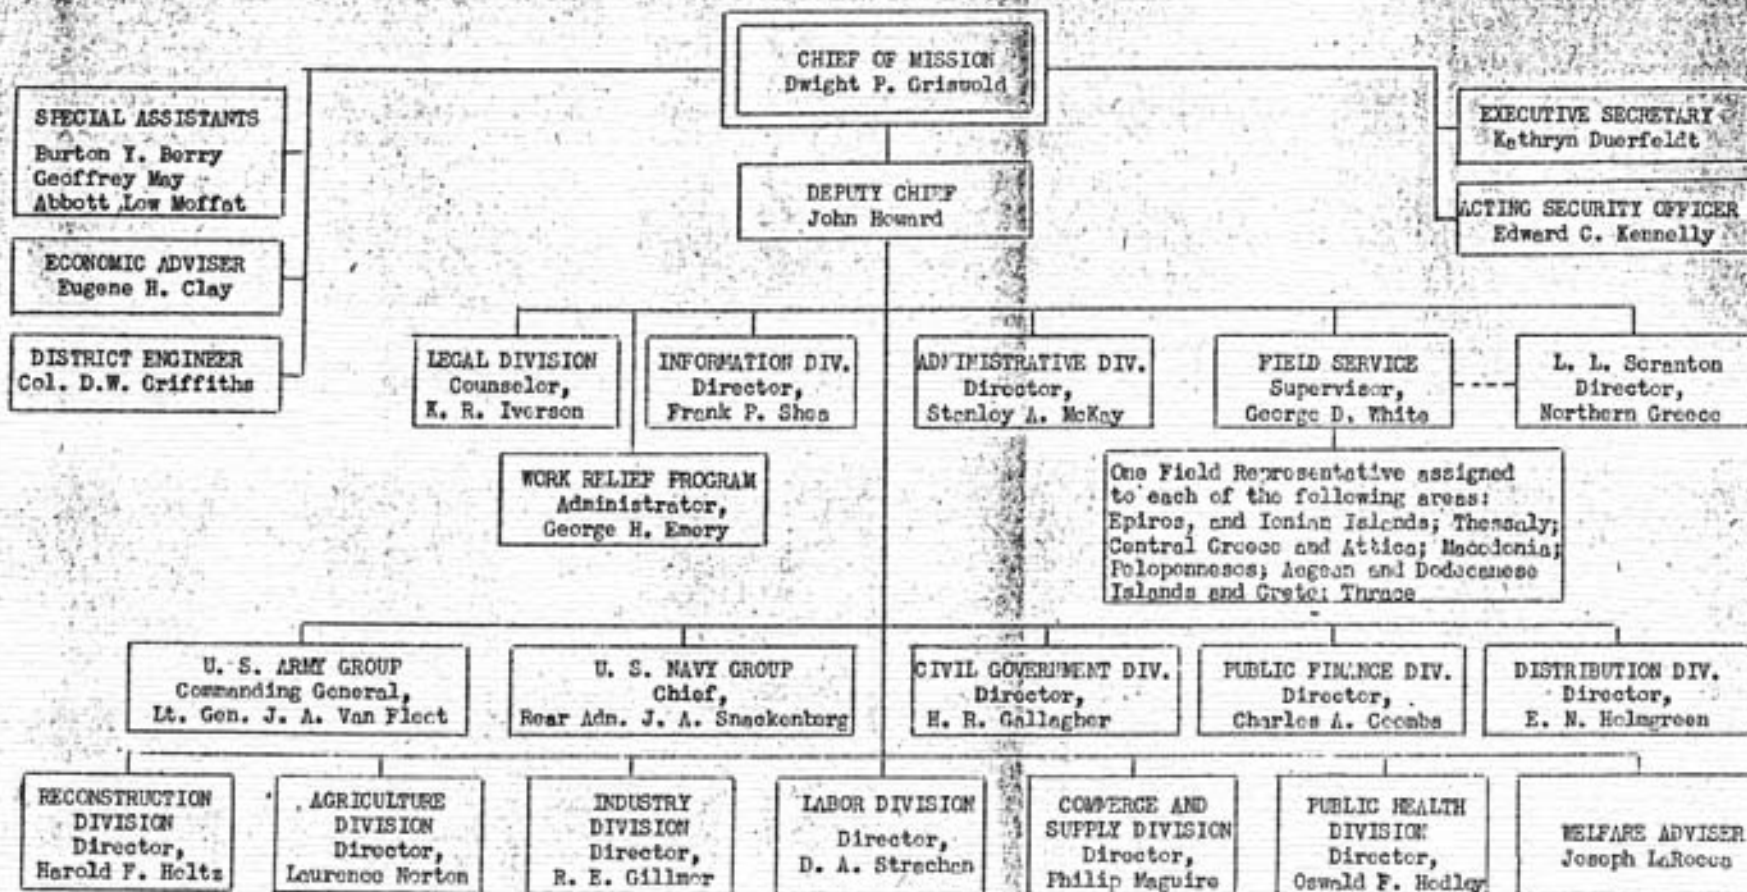 CHIEF OF MISSION
Dwight P. Griswold
SPECIAL ASSISTANTS
Burton Y. Berry
Geoffrey May
Abbott Low Moffat
EXECUTIVE SECRETARY
Kathryn Duerfeldt
DEPUTY CHIEF
John Howard
ACTING SECURITY OFFICER
Edward C. Kennelly
ECONOMIC ADVISER
Eugene H. Clay
DISTRICT ENGINEER
Col. D.W. Griffiths
LEGAL DIVISION
Counselor,
K. R. Iverson
INFORMATION DIV.
Director,
Frank P. Shea
ADMINISTRATIVE DIV.
Director,
Stanley A. McKay
FIELD SERVICE
Supervisor,
George D. White
L. L. Scranton
Director,
Northern Greece
WORK RELIEF PROGRAM
Administrator,
George H. Emery
One Field Representative assigned
to each of the following areas:
Epiros, and Ionian Islands; Thessaly;
Central Greece and Attica; Macedonia;
Peloponnesos; Aegean and Dodecanese
Islands and Crete; Thrace
U. S. ARMY GROUP
Commanding General,
Lt. Gen. J. A. Van Fleet
U. S. NAVY GROUP
Chief,
Rear Adm. J. A. Snackenberg
CIVIL GOVERNMENT DIV.
Director,
H. R. Gallagher
PUBLIC FINANCE DIV.
Director,
Charles A. Coombs
DISTRIBUTION DIV.
Director,
E. N. Holmgreen
RECONSTRUCTION
DIVISION
Director,
Harold F. Holtz
AGRICULTURE
DIVISION
Director,
Laurence Norton
INDUSTRY
DIVISION
Director,
R. E. Gillmor
LABOR DIVISION
Director,
D. A. Strachan
COMMERCE AND
SUPPLY DIVISION
Director,
Philip Maguire
PUBLIC HEALTH
DIVISION
Director,
Oswald F. Hedley
WELFARE ADVISER
Joseph LaRocca